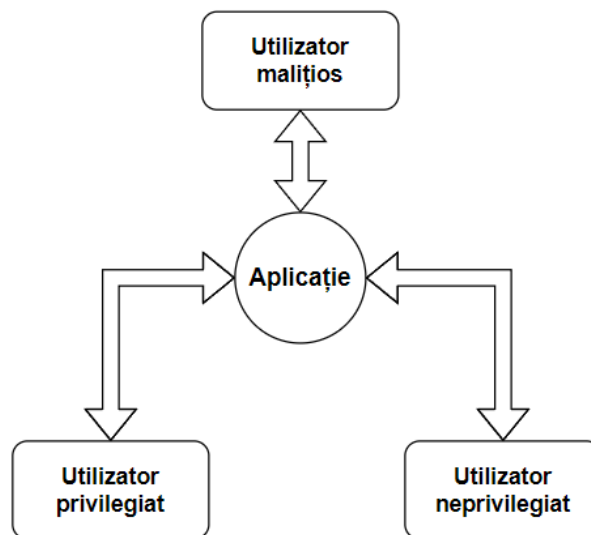 Utilizator
malițios
Aplicație
Utilizator
privilegiat
Utilizator
neprivilegiat